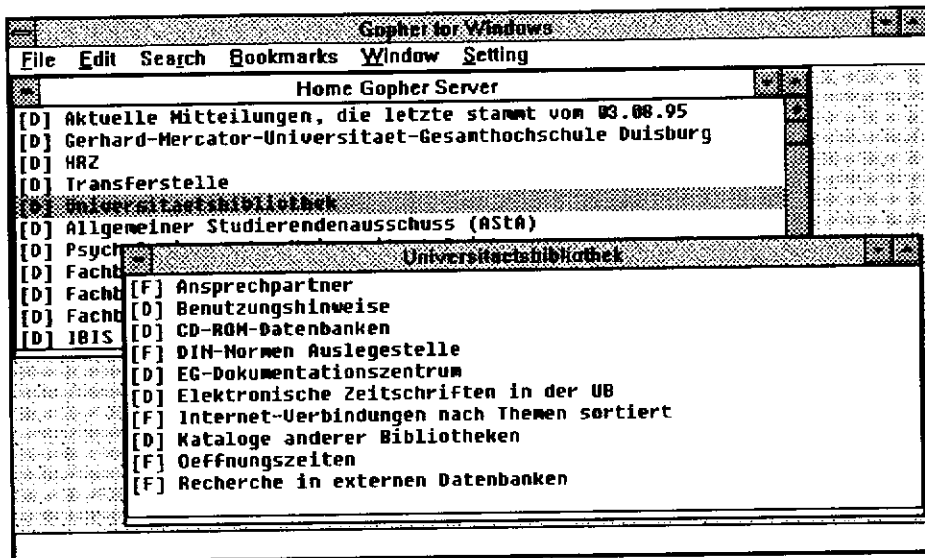 Gopher for Windows
File Edit Search Bookmarks Window Setting
Home Gopher Server
[D] Aktuelle Mitteilungen, die letzte stammt vom 03.08.95
[D] Gerhard-Mercator-Universitaet-Gesamthochschule Duisburg
[D] HRZ
[D] Transferstelle
[D] Universitaetsbibliothek
[D] Allgemeiner Studierendenausschuss (AStA)
[D] Psych
[D] Fachb
[D] Fachb
[D] Fachb
[D] IBIS
Universitaetsbibliothek
[F] Ansprechpartner
[D] Benutzungshinweise
[D] CD-ROM-Datenbanken
[F] DIN-Normen Auslegestelle
[D] EG-Dokumentationszentrum
[D] Elektronische Zeitschriften in der UB
[F] Internet-Verbindungen nach Themen sortiert
[D] Kataloge anderer Bibliotheken
[F] Oeffnungszeiten
[F] Recherche in externen Datenbanken